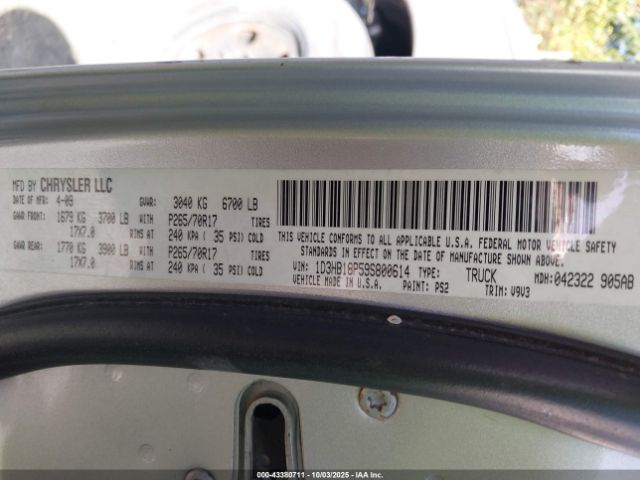 MFD BY CHRYSLER LLC
DATE OF MFR: 4-09 GVWR: 3040 KG 6700 LB
GAWR FRONT: 1679 KG 3700 LB WITH P265/70R17 TIRES
17X7.0 RIMS AT 240 KPA ( 35 PSI) COLD
GAWR REAR: 1770 KG 3900 LB WITH P265/70R17 TIRES
17X7.0 RIMS AT 240 KPA ( 35 PSI) COLD
THIS VEHICLE CONFORMS TO ALL APPLICABLE U.S.A. FEDERAL MOTOR VEHICLE SAFETY
STANDARDS IN EFFECT ON THE DATE OF MANUFACTURE SHOWN ABOVE.
VIN: 1D3HB18P59S800614 TYPE: TRUCK MDH: 042322 905AB
VEHICLE MADE IN U.S.A. PAINT: PS2 TRIM: V9V3
000-43380711 - 10/03/2025 - IAA Inc.